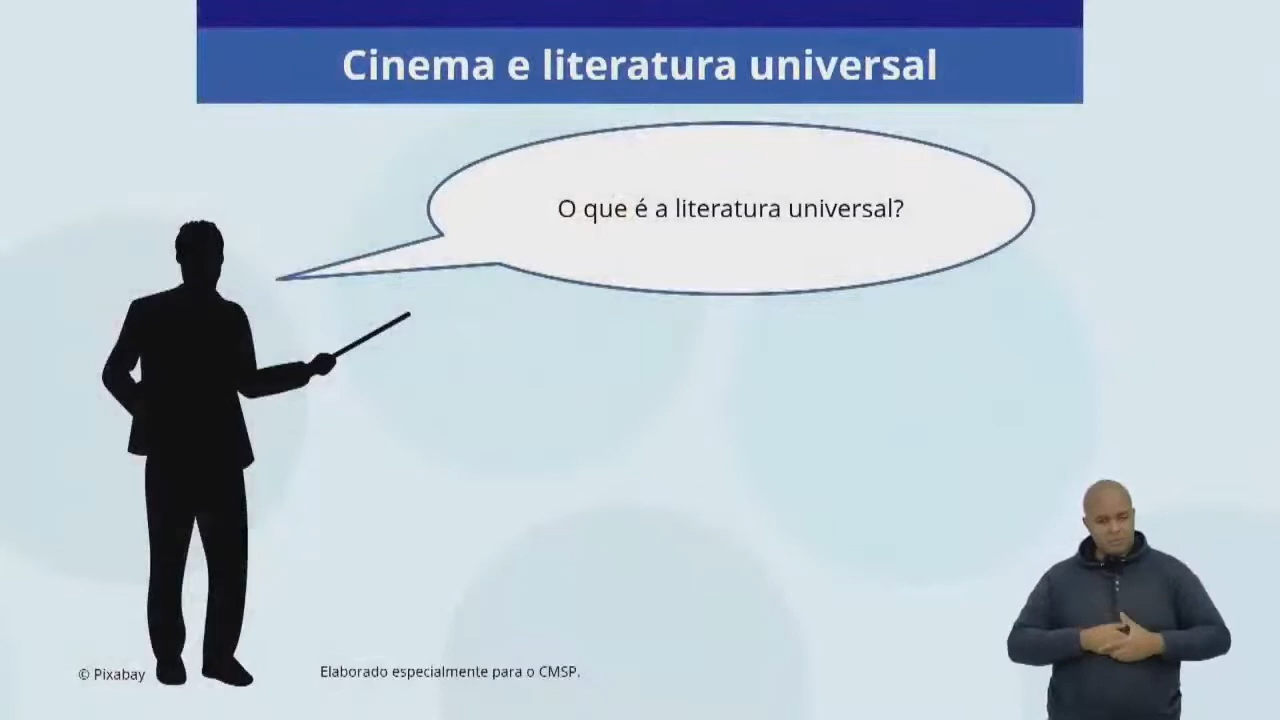 Cinema e literatura universal
O que é a literatura universal?
© Pixabay
Elaborado especialmente para o CMSP.